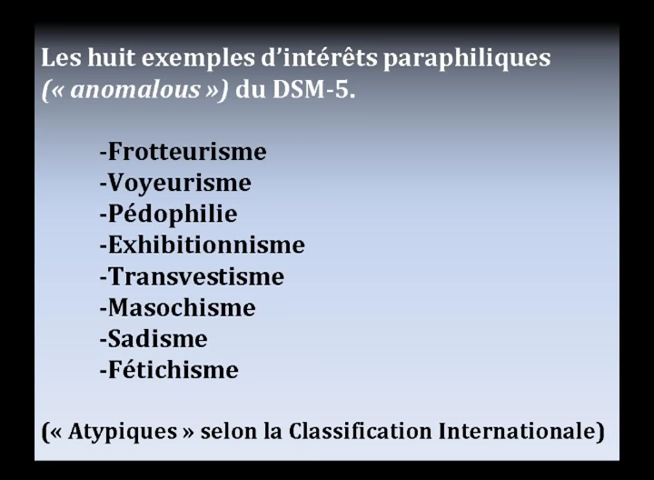 Les huit exemples d'intérêts paraphiliques
(« anomalous ») du DSM-5.
-Frotteurisme
-Voyeurisme
-Pédophilie
-Exhibitionnisme
-Transvestisme
-Masochisme
-Sadisme
-Fétichisme
(« Atypiques » selon la Classification Internationale)